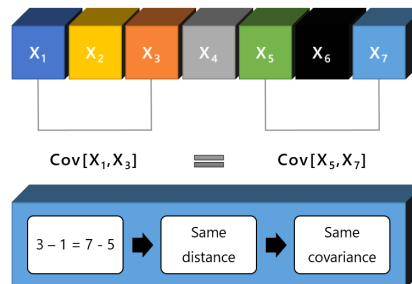 X₁ X₂ X₃ X₄ X₅ X₆ X₇
Cov[X₁,X₃] = Cov[X₅,X₇]
3 – 1 = 7 - 5
Same
distance
Same
covariance